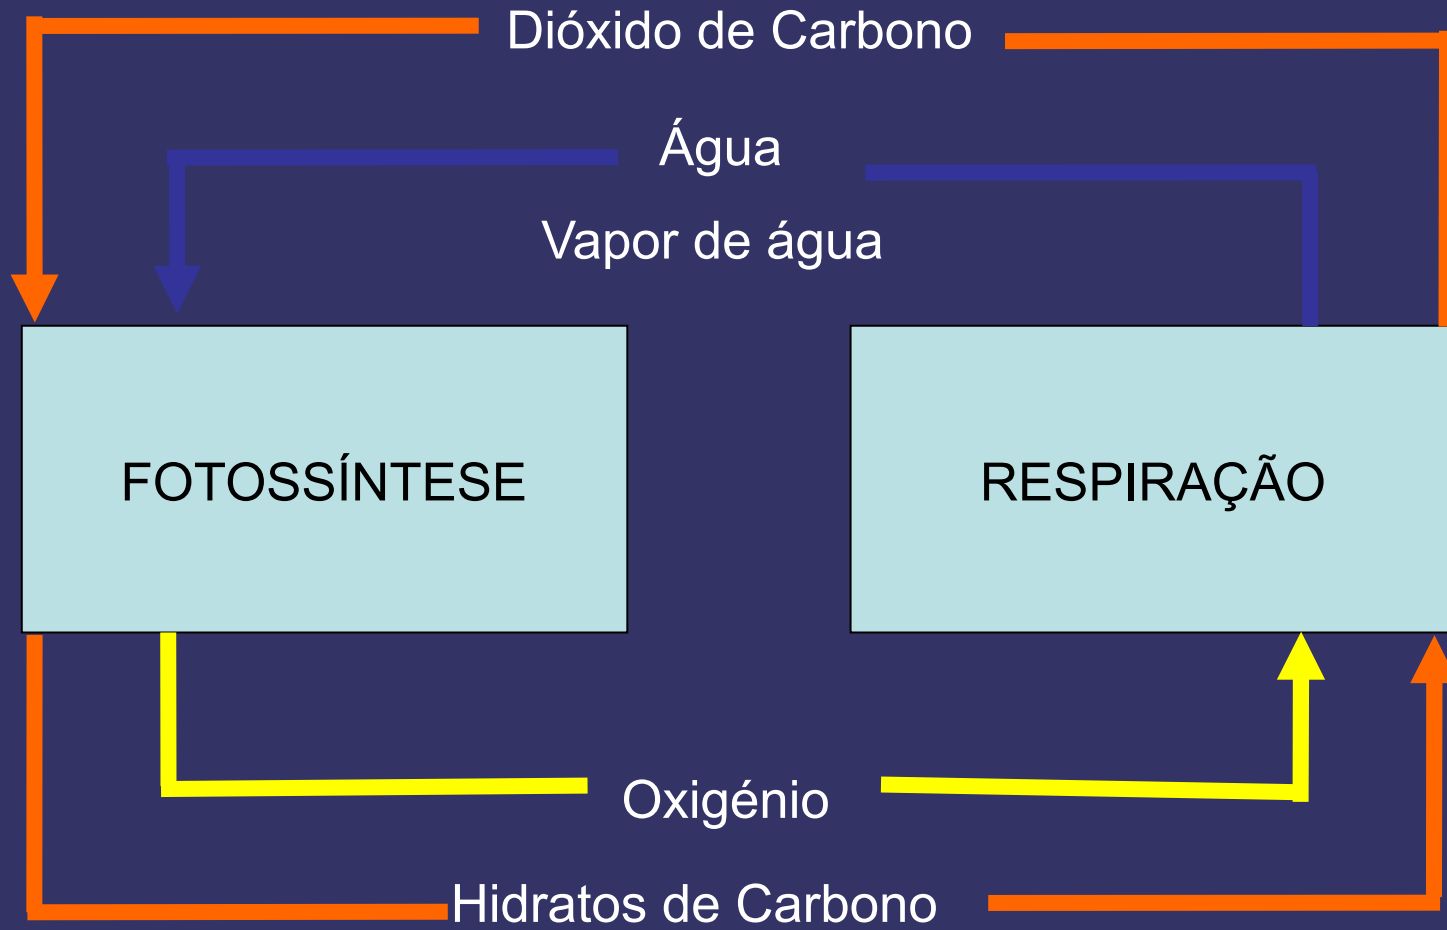 Dióxido de Carbono
Água
Vapor de água
FOTOSSÍNTESE
RESPIRAÇÃO
Oxigénio
Hidratos de Carbono